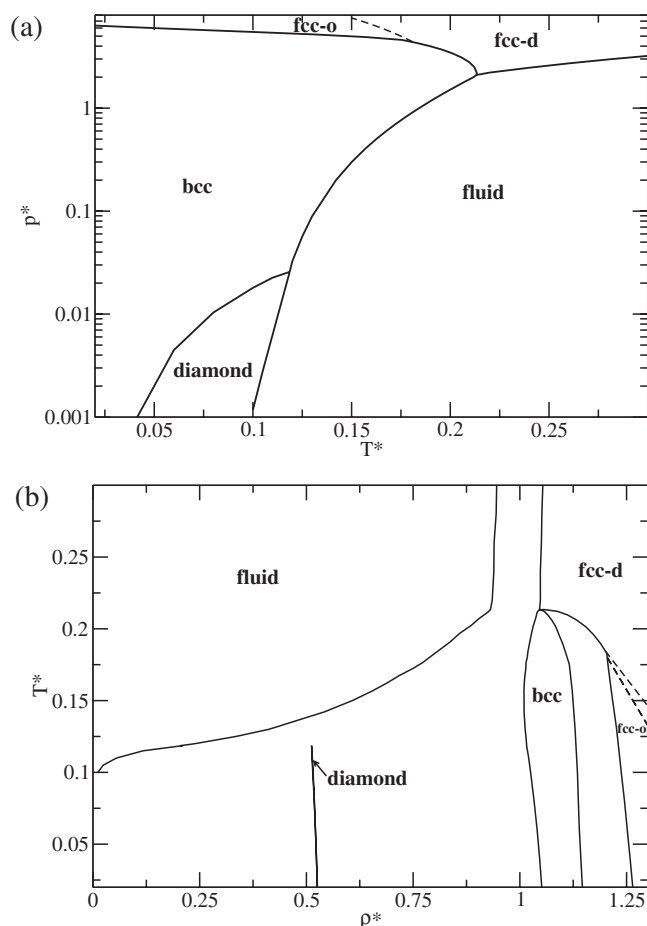 (a)
fcc-o
fcc-d
1
bcc
fluid
p*
0.1
0.01
diamond
0.001
0.05
0.1
0.15
0.2
0.25
T*
(b)
0.25
fluid
fcc-d
0.2
T*
0.15
bcc
fcc-o
0.1
diamond
0.05
0
0.25
0.5
0.75
1
1.25
ρ*